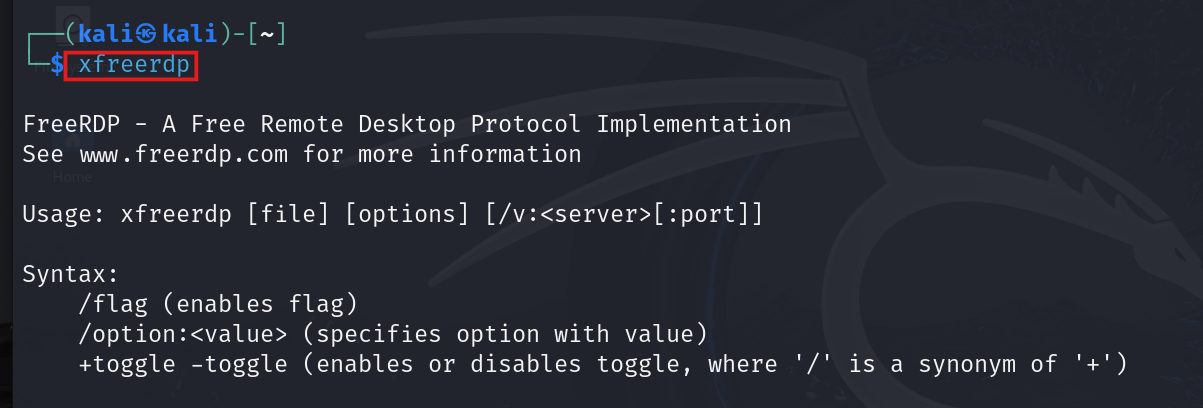 ┌──(kali㉿kali)-[~]
└─$ xfreerdp
FreeRDP - A Free Remote Desktop Protocol Implementation
See www.freerdp.com for more information
Home
Usage: xfreerdp [file] [options] [/v:<server>[:port]]
Syntax:
/flag (enables flag)
/option:<value> (specifies option with value)
+toggle -toggle (enables or disables toggle, where '/' is a synonym of '+')